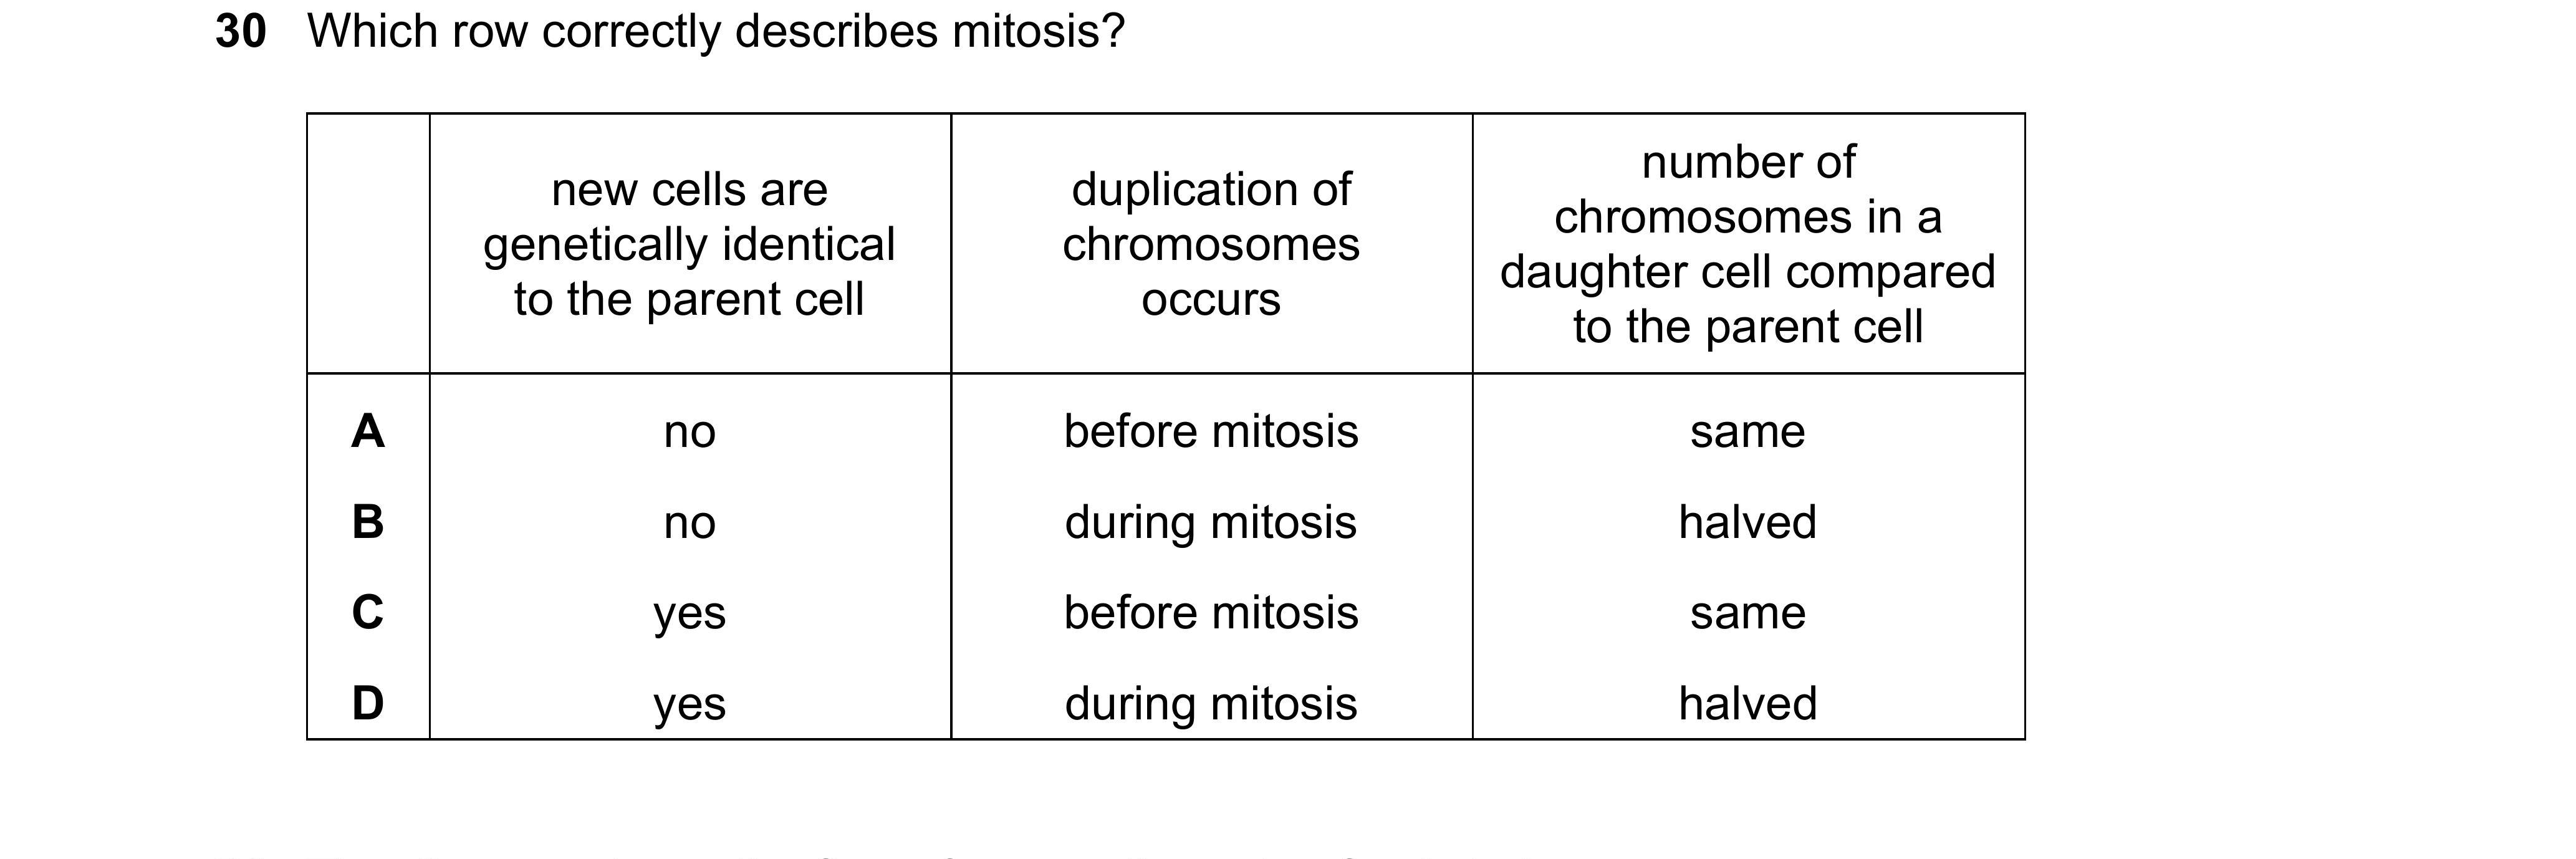 30 Which row correctly describes mitosis?
new cells are
genetically identical
to the parent cell
duplication of
chromosomes
occurs
number of
chromosomes in a
daughter cell compared
to the parent cell
A no before mitosis same
B no during mitosis halved
C yes before mitosis same
D yes during mitosis halved